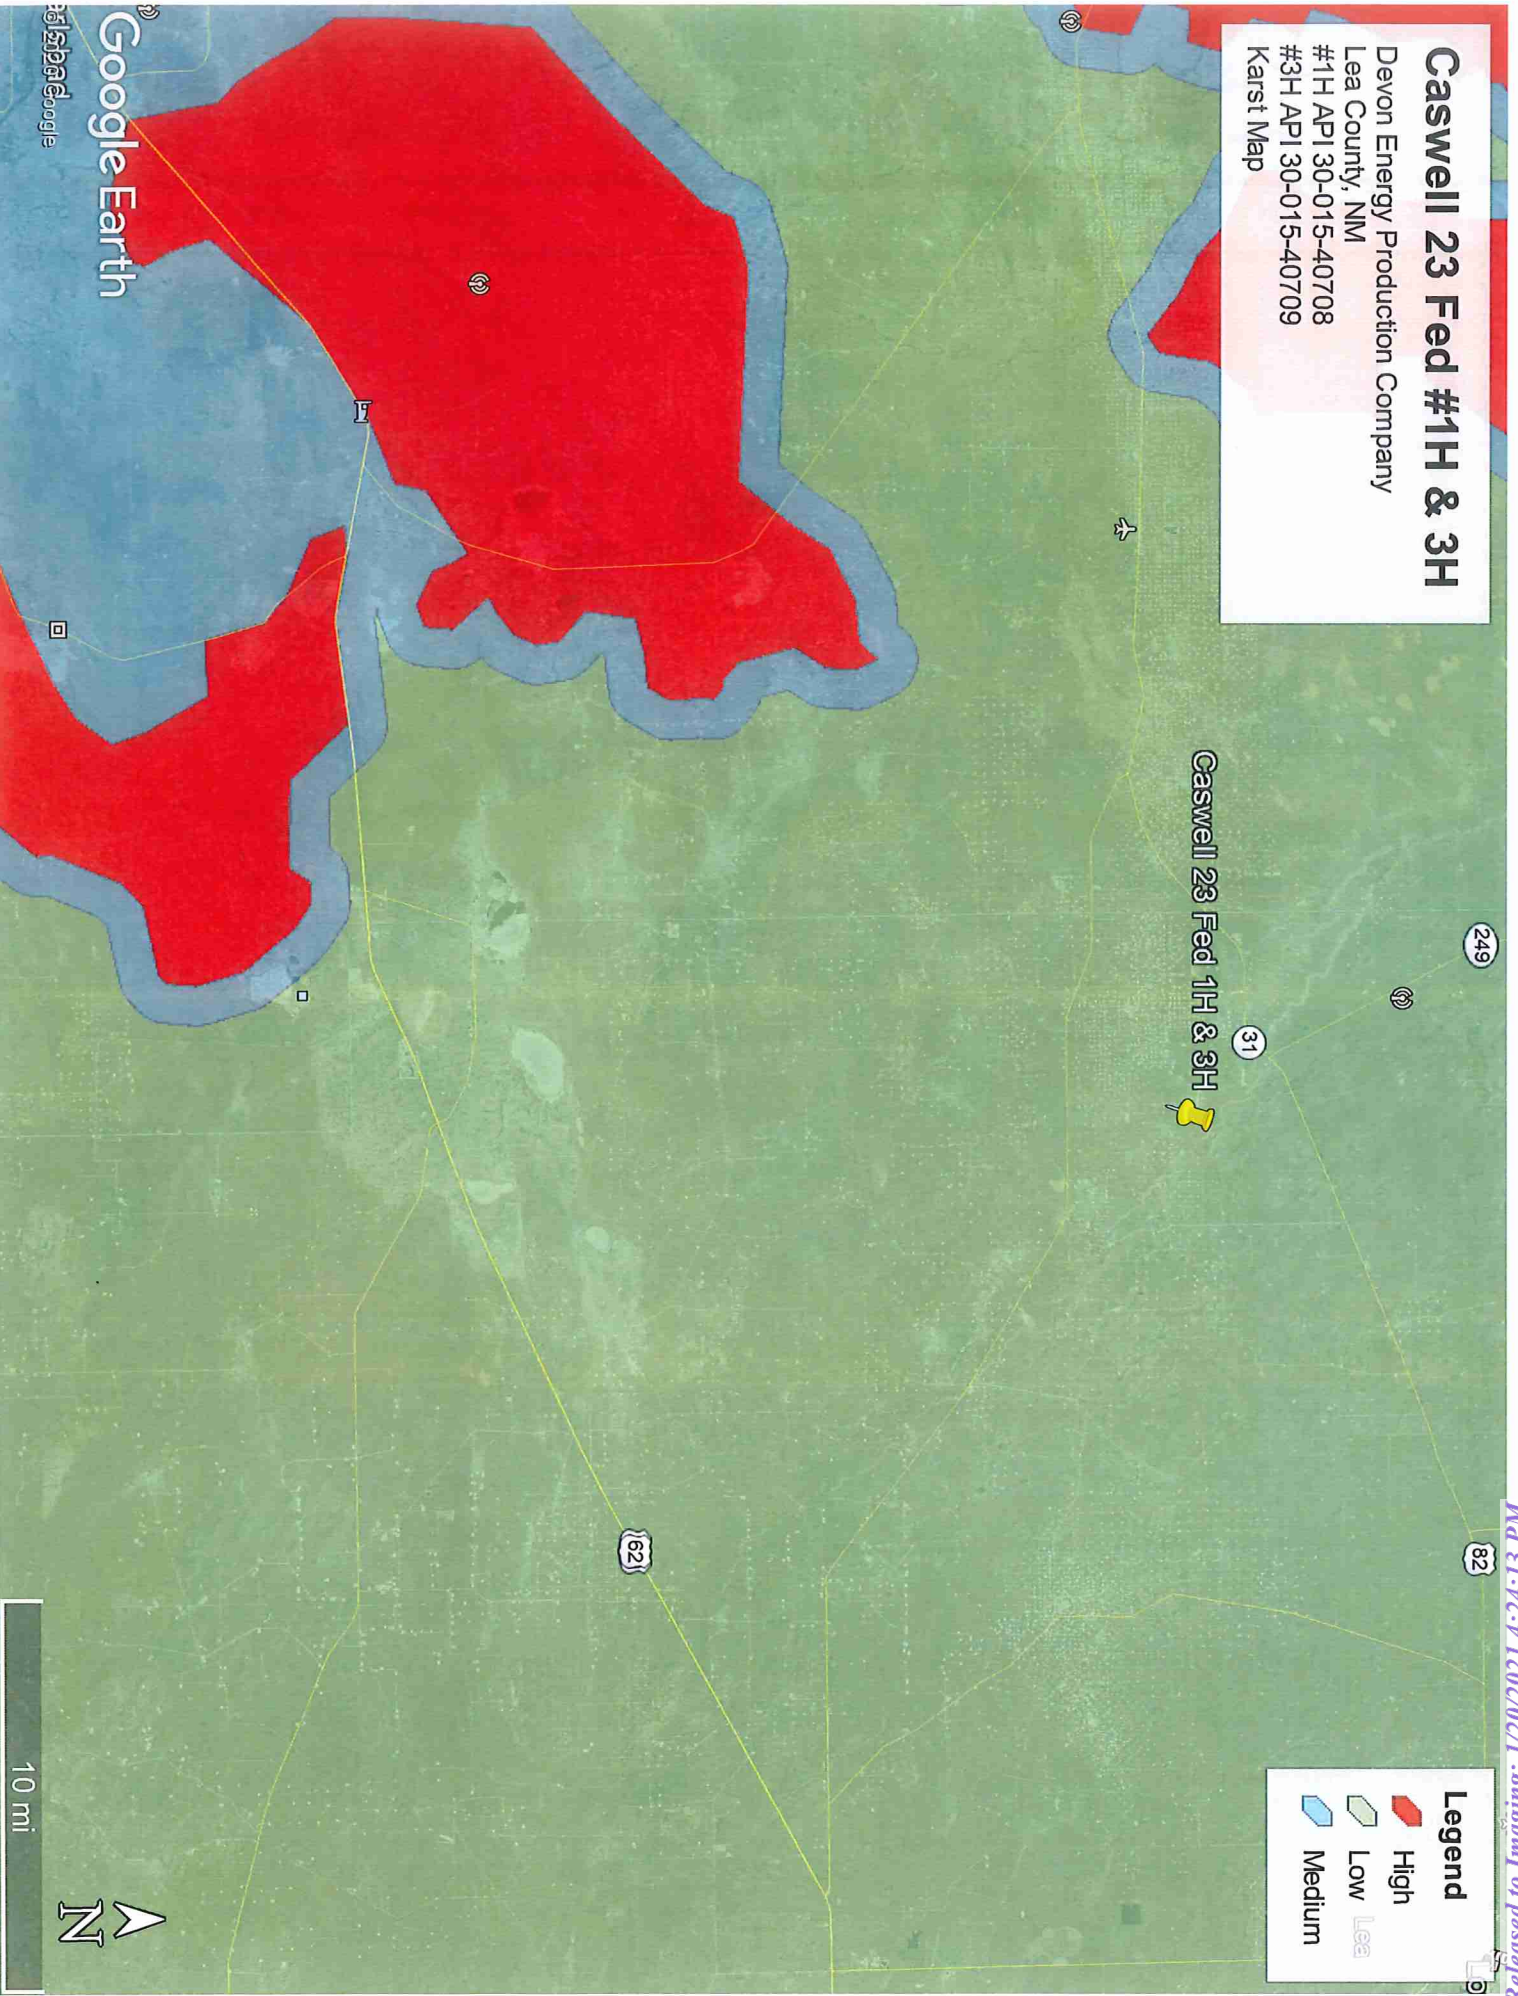 Caswell 23 Fed #1H & 3H
Devon Energy Production Company
Lea County, NM
#1H API 30-015-40708
#3H API 30-015-40709
Karst Map
Legend
High
Low
Medium
Lea
249
31
82
62
Caswell 23 Fed 1H & 3H
Google Earth
10 mi
N